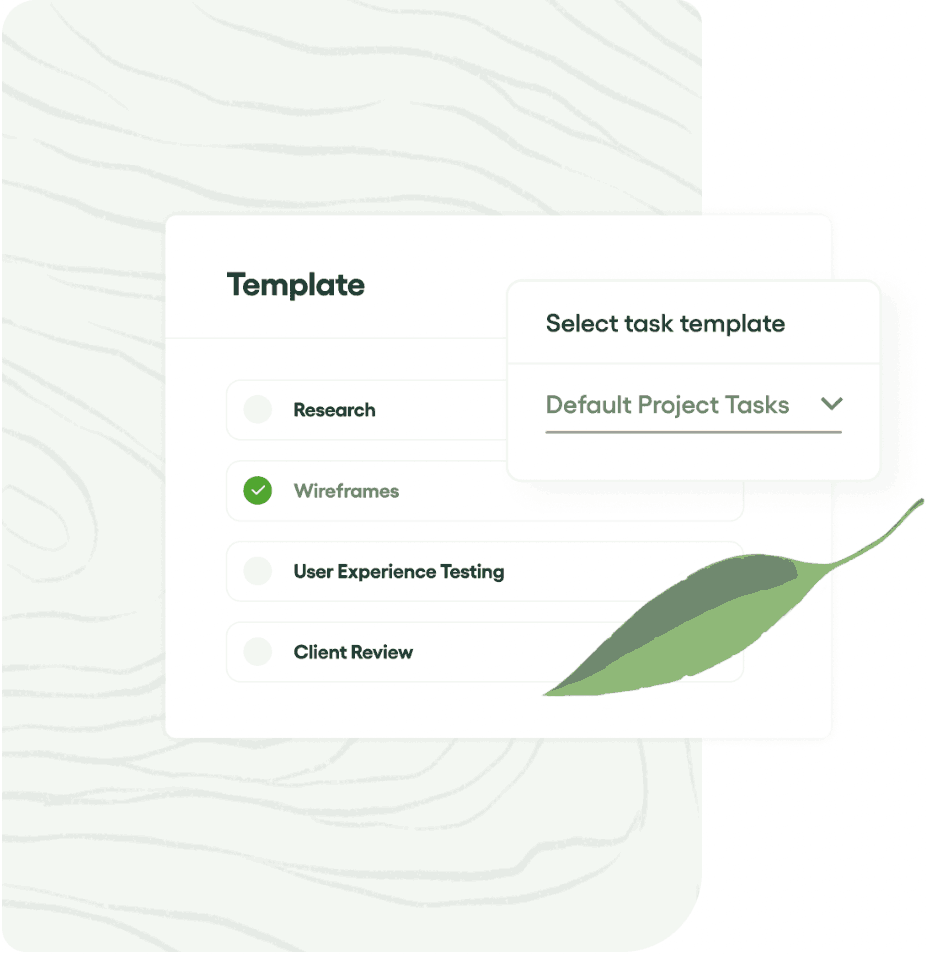 Template
Select task template
Default Project Tasks
Research
Wireframes
User Experience Testing
Client Review